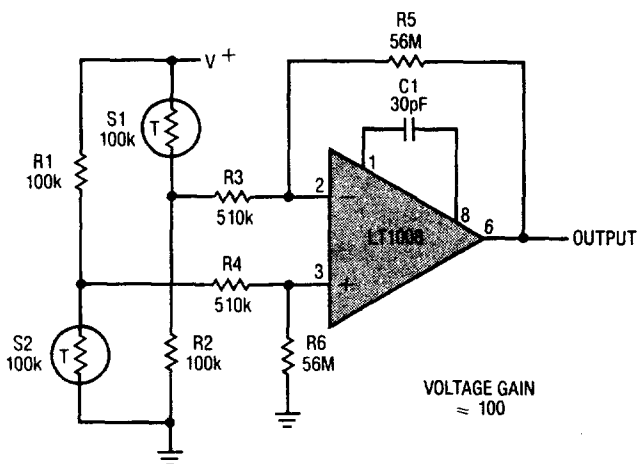 R5
56M
C1
30pF
V+
S1
100k
T
R1
100k
R3
510k
2
−
1
8
6
OUTPUT
LT1008
R4
510k
3
+
S2
100k
T
R2
100k
R6
56M
VOLTAGE GAIN
≈ 100